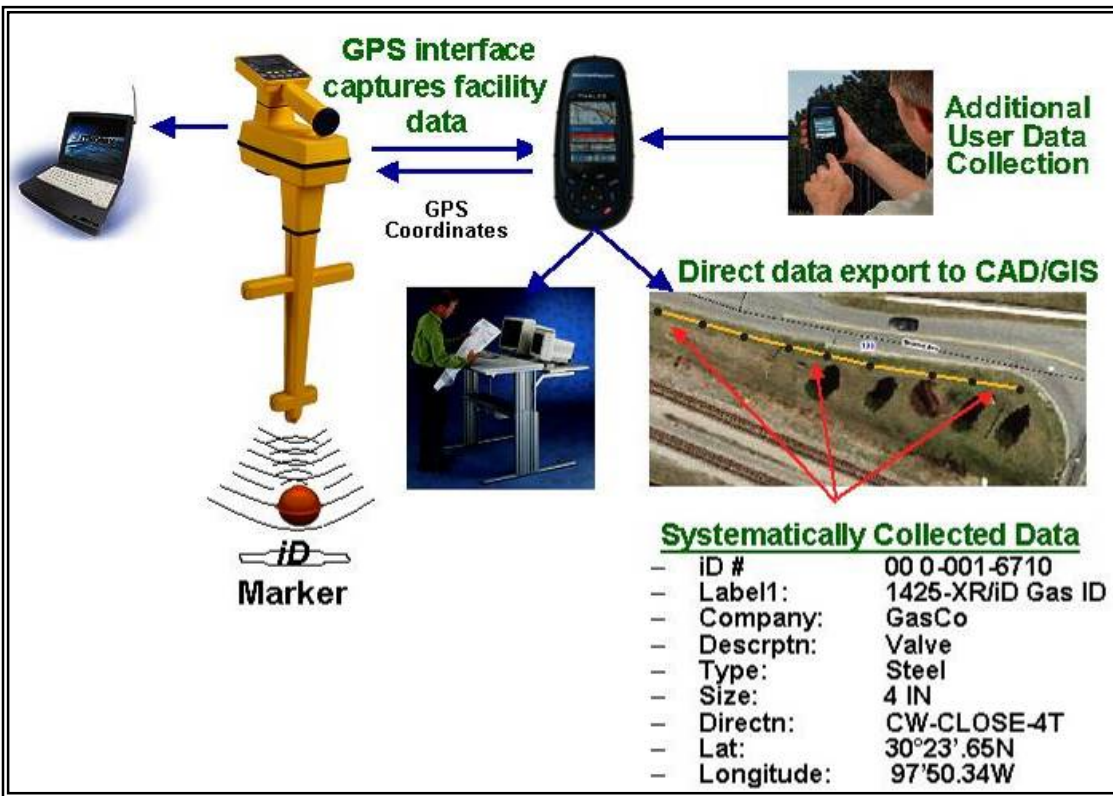 GPS interface
captures facility
data
GPS
Coordinates
Additional
User Data
Collection
Direct data export to CAD/GIS
iD
Marker
Systematically Collected Data
– iD # 00 0-001-6710
– Label1: 1425-XR/iD Gas ID
– Company: GasCo
– Descrptn: Valve
– Type: Steel
– Size: 4 IN
– Directn: CW-CLOSE-4T
– Lat: 30°23'.65N
– Longitude: 97'50.34W